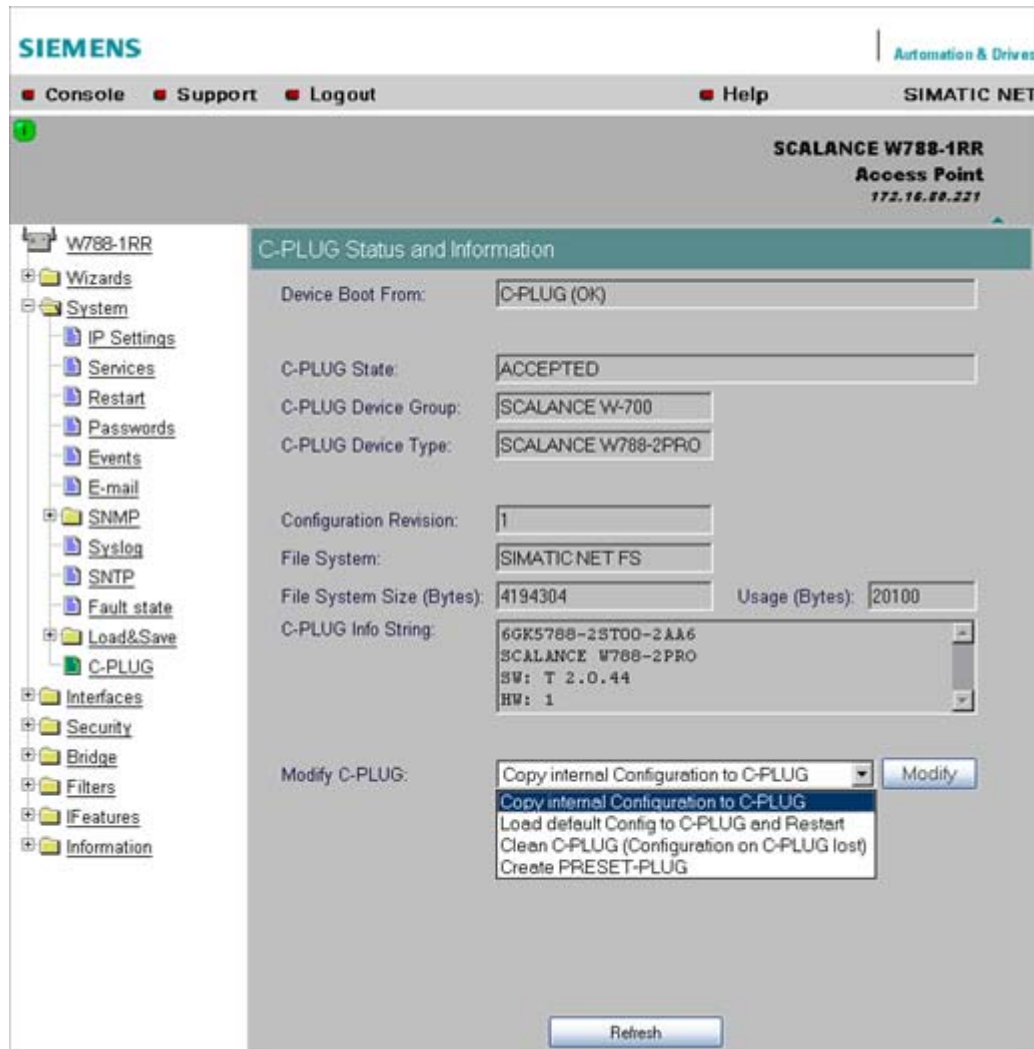 SIEMENS
Automation & Drives
Console Support Logout Help SIMATIC NET
SCALANCE W788-1RR
Access Point
172.16.80.221
W788-1RR
Wizards
System
IP Settings
Services
Restart
Passwords
Events
E-mail
SNMP
Syslog
SNTP
Fault state
Load&Save
C-PLUG
Interfaces
Security
Bridge
Filters
IFeatures
Information
C-PLUG Status and Information
Device Boot From: C-PLUG (OK)
C-PLUG State: ACCEPTED
C-PLUG Device Group: SCALANCE W-700
C-PLUG Device Type: SCALANCE W788-2PRO
Configuration Revision: 1
File System: SIMATIC NET FS
File System Size (Bytes): 4194304 Usage (Bytes): 20100
C-PLUG Info String: 6GK5788-2ST00-2AA6
SCALANCE W788-2PRO
SW: T 2.0.44
HW: 1
Modify C-PLUG: Copy internal Configuration to C-PLUG Modify
Copy internal Configuration to C-PLUG
Load default Config to C-PLUG and Restart
Clean C-PLUG (Configuration on C-PLUG lost)
Create PRESET-PLUG
Refresh